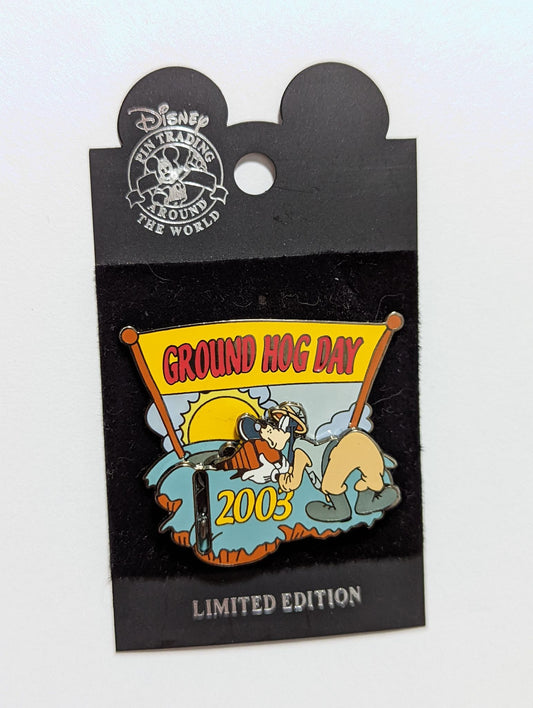 Disney
PIN TRADING
AROUND
THE WORLD
GROUND HOG DAY
2003
LIMITED EDITION